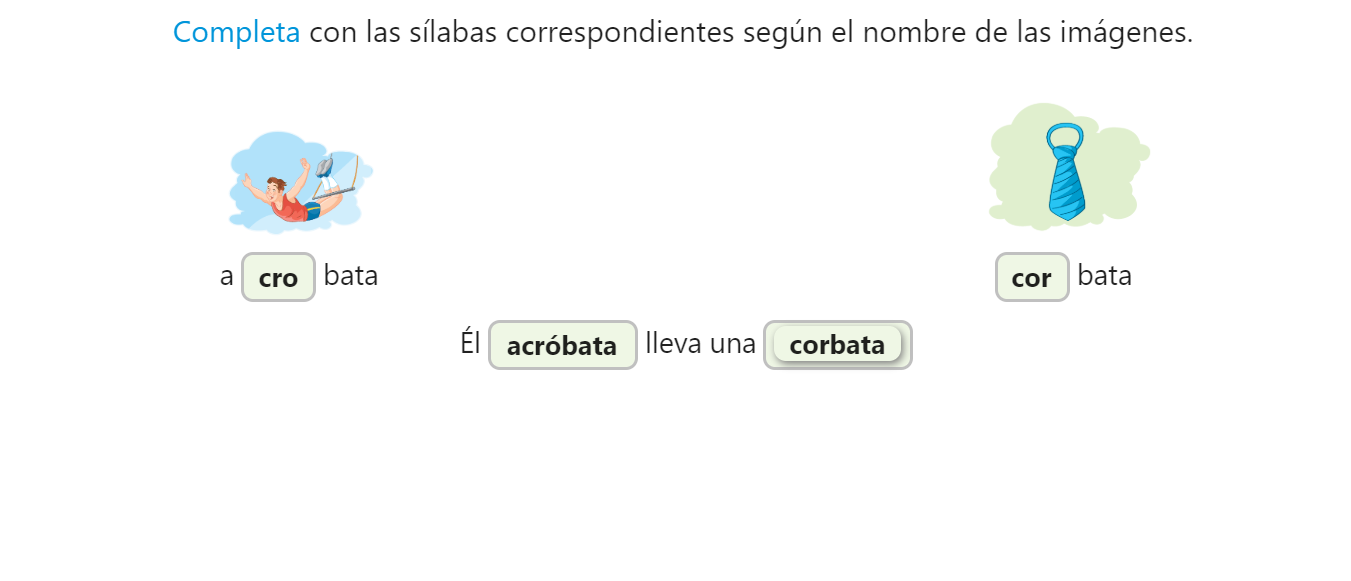 Completa con las sílabas correspondientes según el nombre de las imágenes.
a cro bata
cor bata
Él acróbata lleva una corbata